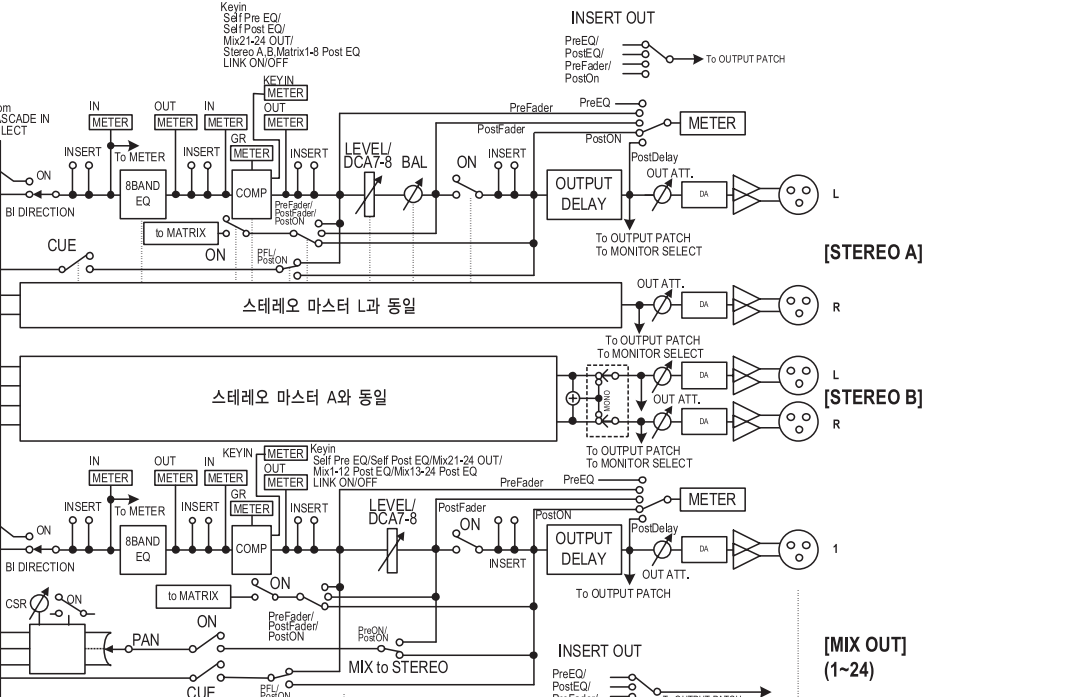 Keyin
Self Pre EQ/
Self Post EQ/
Mix21-24 OUT/
Stereo A,B,Matrix1-8 Post EQ
LINK ON/OFF
INSERT OUT
PreEQ/
PostEQ/
PreFader/
PostOn
To OUTPUT PATCH
KEYIN
METER
IN
METER
OUT
METER
IN
METER
OUT
METER
GR
METER
PreFader
PreEQ
PostFader
PostON
METER
PostDelay
CASCADE IN
INSERT
To METER
INSERT
INSERT
LEVEL/
DCA7-8
BAL
ON
INSERT
OUT ATT.
ON
8BAND
EQ
COMP
OUTPUT
DELAY
DA
L
BI DIRECTION
to MATRIX
PreFader/
PostFader/
PostON
To OUTPUT PATCH
To MONITOR SELECT
[STEREO A]
CUE
ON
PFL/
PostON
스테레오 마스터 L과 동일
OUT ATT.
DA
R
To OUTPUT PATCH
To MONITOR SELECT
스테레오 마스터 A와 동일
MONO
DA
L
OUT ATT.
[STEREO B]
DA
R
To OUTPUT PATCH
To MONITOR SELECT
KEYIN
METER
Keyin
Self Pre EQ/Self Post EQ/Mix21-24 OUT/
Mix1-12 Post EQ/Mix13-24 Post EQ
LINK ON/OFF
IN
METER
OUT
METER
IN
METER
OUT
METER
GR
METER
PreFader
PreEQ
PostFader
PostON
METER
PostDelay
INSERT
To METER
INSERT
INSERT
LEVEL/
DCA7-8
ON
INSERT
ON
8BAND
EQ
COMP
OUTPUT
DELAY
DA
1
OUT ATT.
BI DIRECTION
To OUTPUT PATCH
to MATRIX
ON
PreFader/
PostFader/
PostON
CSR
ON
PAN
ON
PreON/
PostON
MIX to STEREO
INSERT OUT
[MIX OUT]
(1~24)
CUE
PFL/
PostON
PreEQ/
PostEQ/
PreFader/
To OUTPUT PATCH